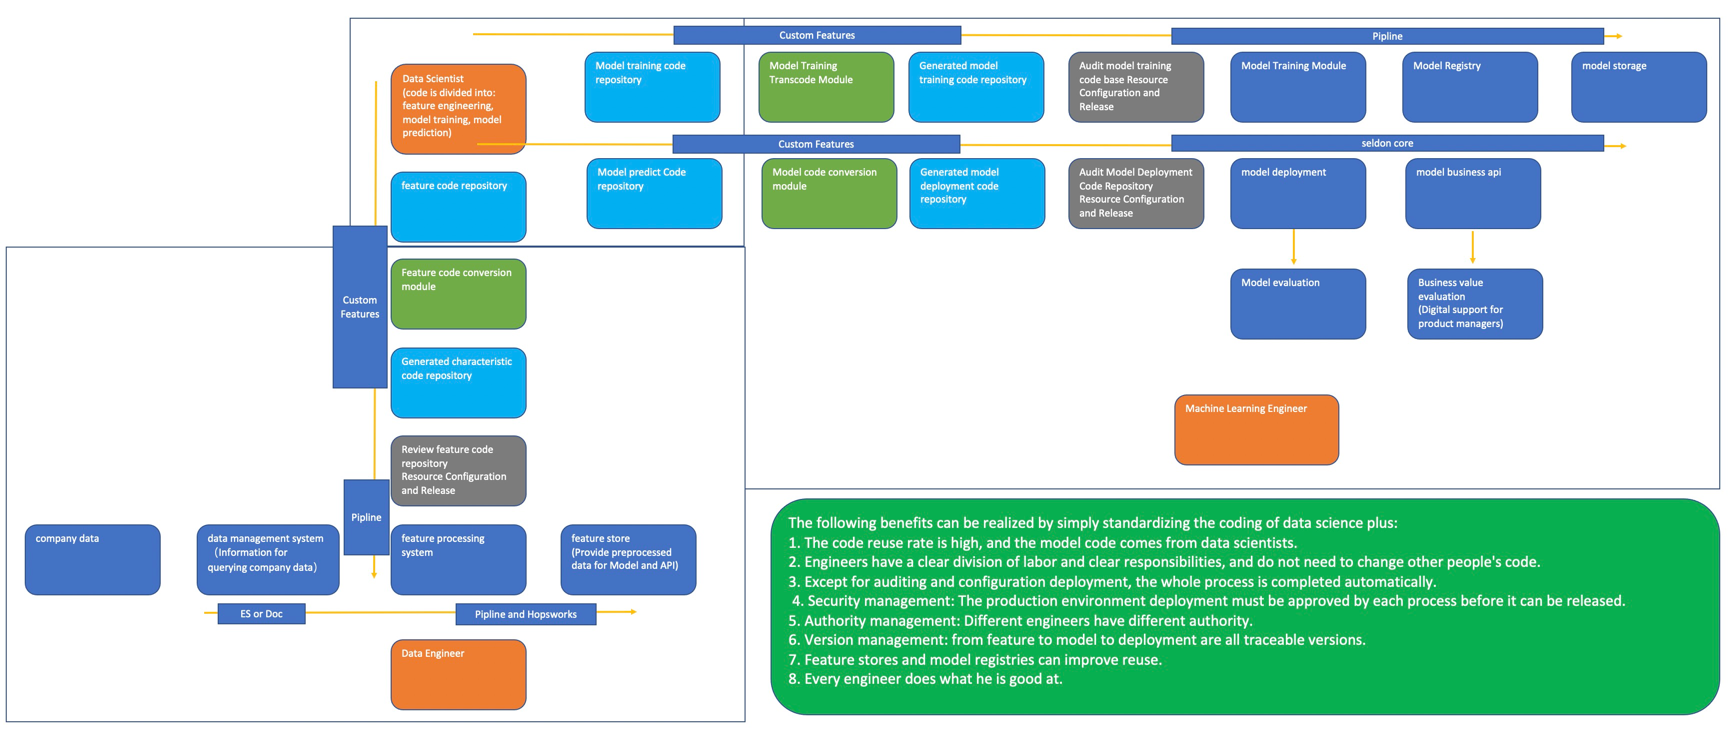 Custom Features
Pipline
Data Scientist
(code is divided into:
feature engineering,
model training, model
prediction)
Model training code
repository
Model Training
Transcode Module
Generated model
training code repository
Audit model training
code base Resource
Configuration and
Release
Model Training Module
Model Registry
model storage
Custom Features
seldon core
feature code repository
Model predict Code
repository
Model code conversion
module
Generated model
deployment code
repository
Audit Model Deployment
Code Repository
Resource Configuration
and Release
model deployment
model business api
Custom
Features
Feature code conversion
module
Model evaluation
Business value
evaluation
(Digital support for
product managers)
Generated characteristic
code repository
Machine Learning Engineer
Review feature code
repository
Resource Configuration
and Release
Pipline
company data
data management system
（Information for
querying company data）
feature processing
system
feature store
(Provide preprocessed
data for Model and API)
ES or Doc
Pipline and Hopsworks
Data Engineer
The following benefits can be realized by simply standardizing the coding of data science plus:
1. The code reuse rate is high, and the model code comes from data scientists.
2. Engineers have a clear division of labor and clear responsibilities, and do not need to change other people's code.
3. Except for auditing and configuration deployment, the whole process is completed automatically.
4. Security management: The production environment deployment must be approved by each process before it can be released.
5. Authority management: Different engineers have different authority.
6. Version management: from feature to model to deployment are all traceable versions.
7. Feature stores and model registries can improve reuse.
8. Every engineer does what he is good at.